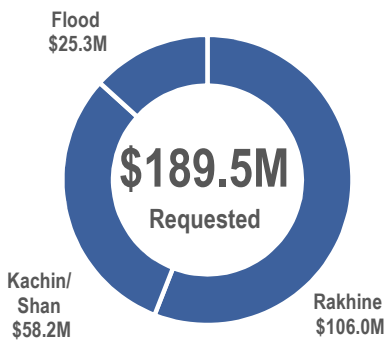 Flood
$25.3M
$189.5M
Requested
Kachin/
Shan
$58.2M
Rakhine
$106.0M